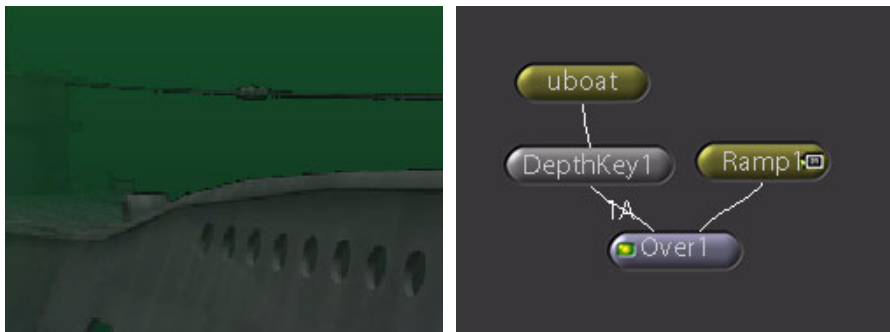 uboat
DepthKey1
Ramp1
1A
Over1